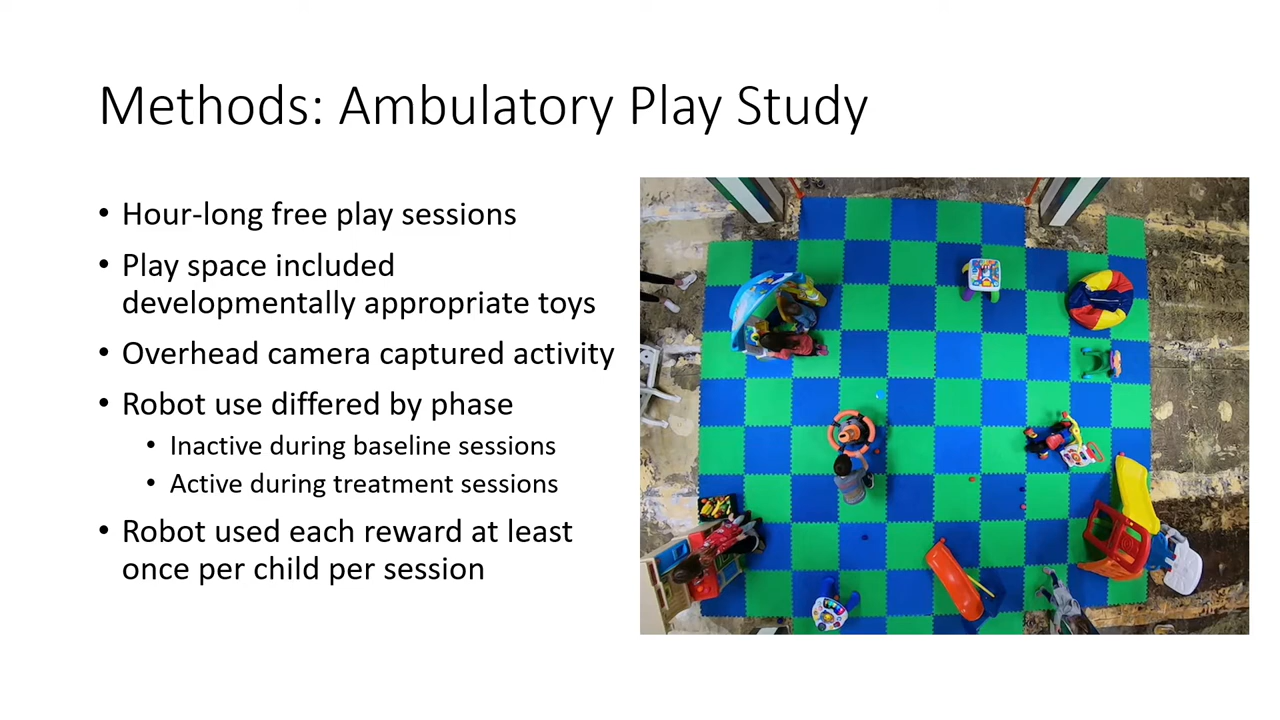 Methods: Ambulatory Play Study
• Hour-long free play sessions
• Play space included
developmentally appropriate toys
• Overhead camera captured activity
• Robot use differed by phase
• Inactive during baseline sessions
• Active during treatment sessions
• Robot used each reward at least
once per child per session